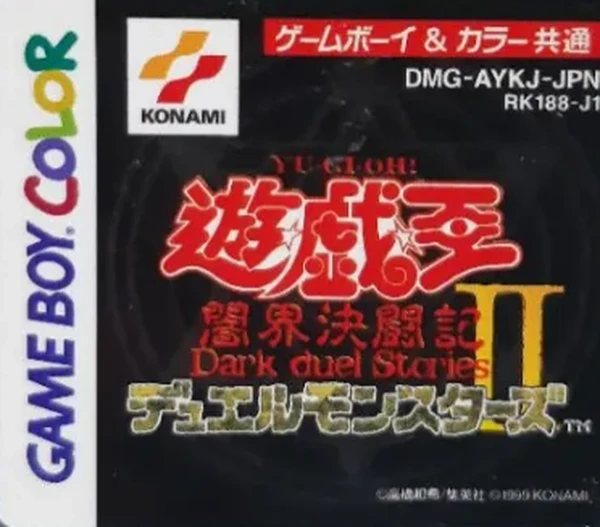 GAME BOY COLOR
KONAMI
ゲームボーイ & カラー共通
DMG-AYKJ-JPN
RK188-J1
YU-GI-OH!
遊☆戯☆王
闇界決闘記
II
Dark duel Stories
デュエルモンスターズ™
©高橋和希/集英社 ©1999 KONAMI